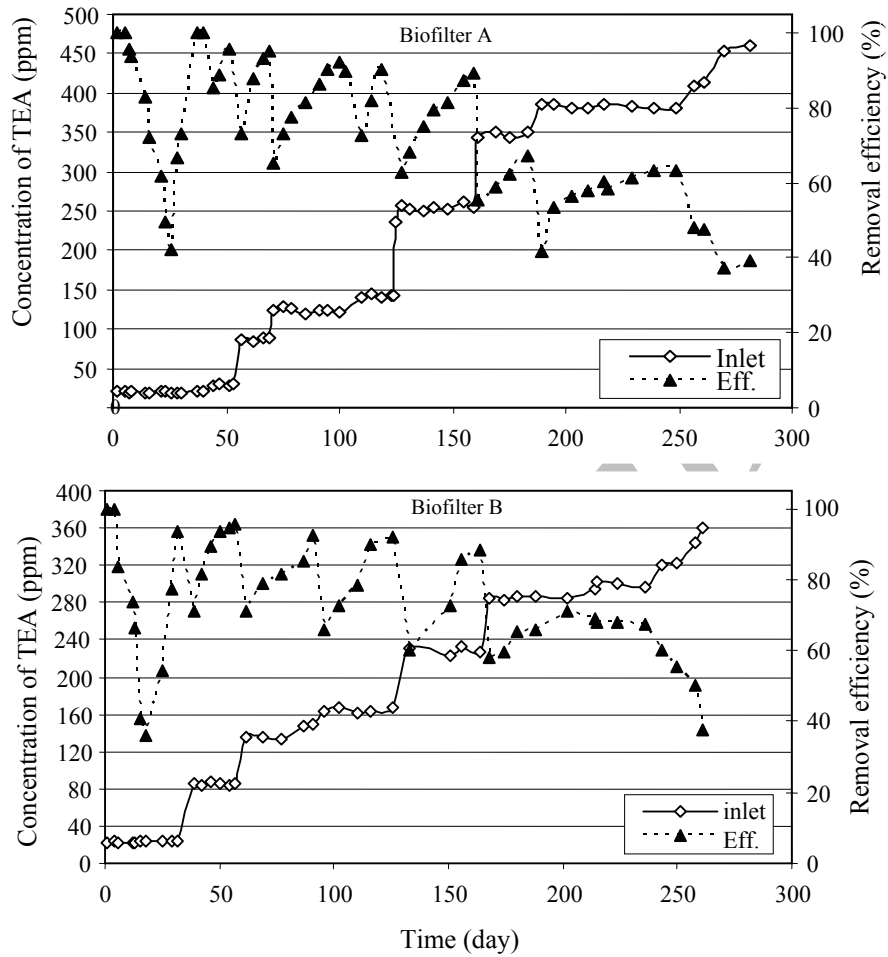 Biofilter A
Concentration of TEA (ppm)
500
450
400
350
300
250
200
150
100
50
0
Removal efficiency (%)
100
80
60
40
20
0
Inlet
Eff.
0 50 100 150 200 250 300
Biofilter B
Concentration of TEA (ppm)
400
360
320
280
240
200
160
120
80
40
0
Removal efficiency (%)
100
80
60
40
20
0
inlet
Eff.
0 50 100 150 200 250 300
Time (day)